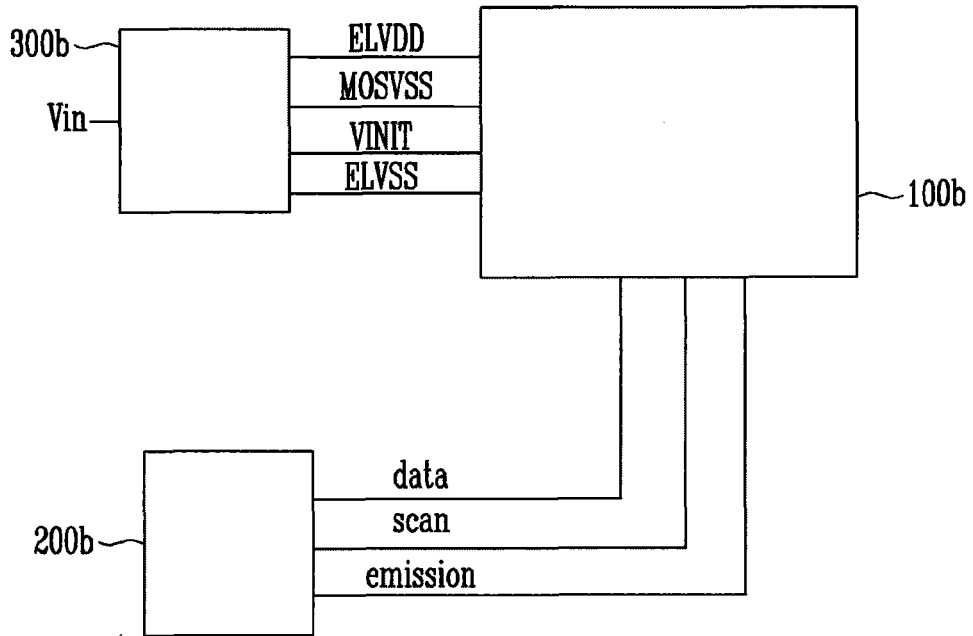 300b
ELVDD
MOSVSS
Vin
VINIT
ELVSS
100b
data
scan
200b
emission